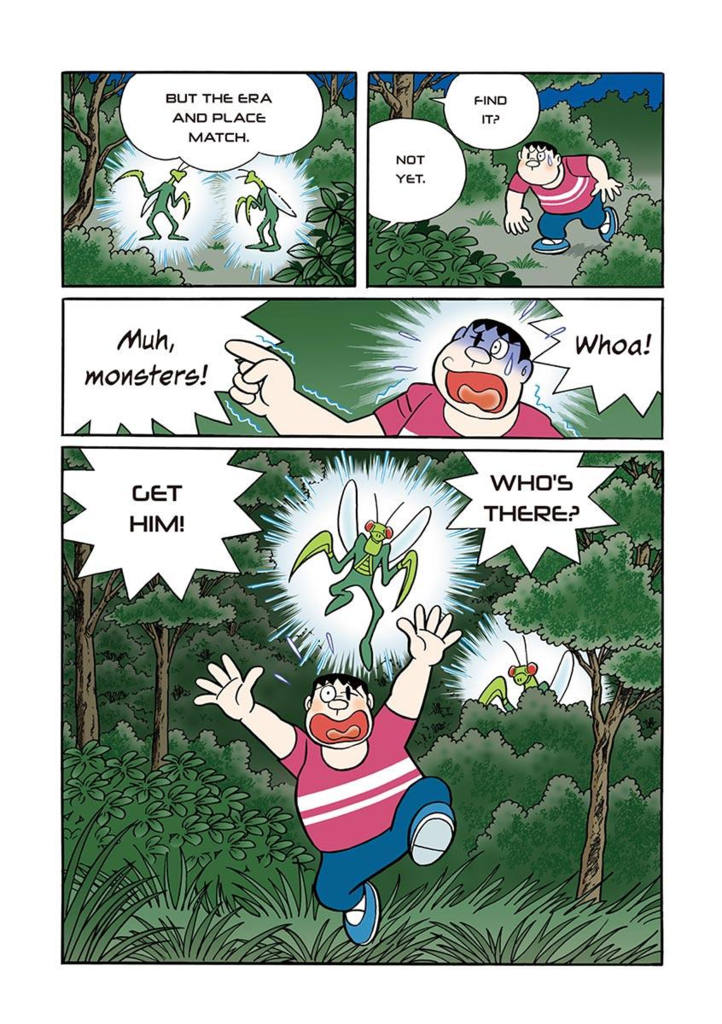 BUT THE ERA
AND PLACE
MATCH.
FIND
IT?
NOT
YET.
Muh,
monsters!
Whoa!
GET
HIM!
WHO'S
THERE?